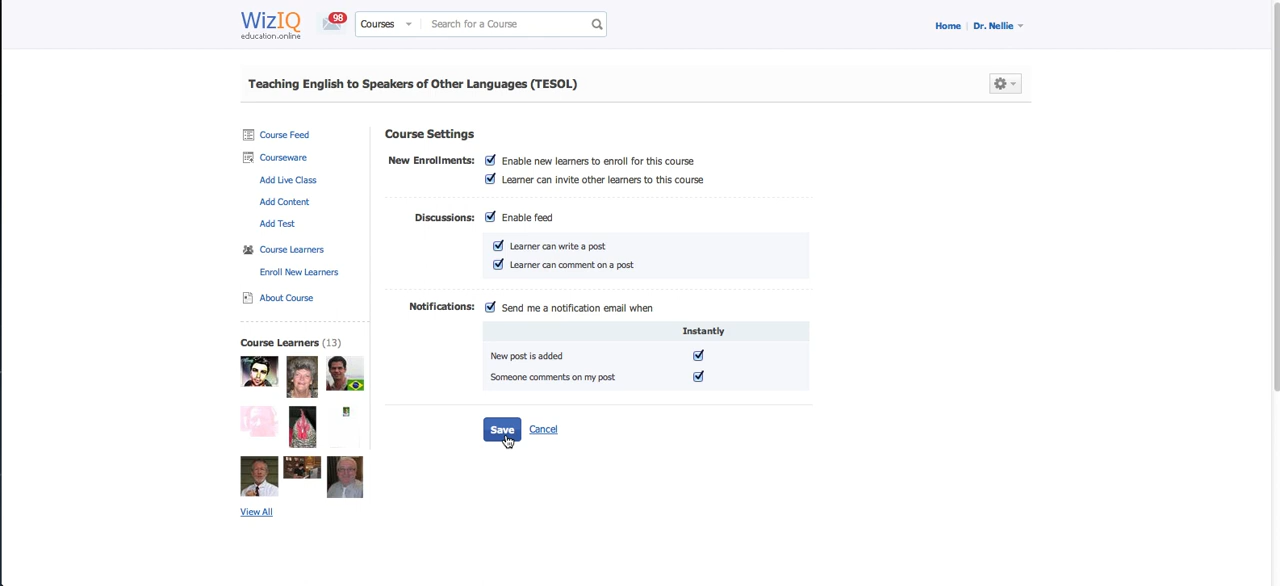 WizIQ
education.online
98
Courses
Search for a Course
Home | Dr. Nellie
Teaching English to Speakers of Other Languages (TESOL)
Course Feed
Courseware
Add Live Class
Add Content
Add Test
Course Learners
Enroll New Learners
About Course
Course Learners (13)
View All
Course Settings
New Enrollments: Enable new learners to enroll for this course
Learner can invite other learners to this course
Discussions: Enable feed
Learner can write a post
Learner can comment on a post
Notifications: Send me a notification email when
Instantly
New post is added
Someone comments on my post
Save Cancel